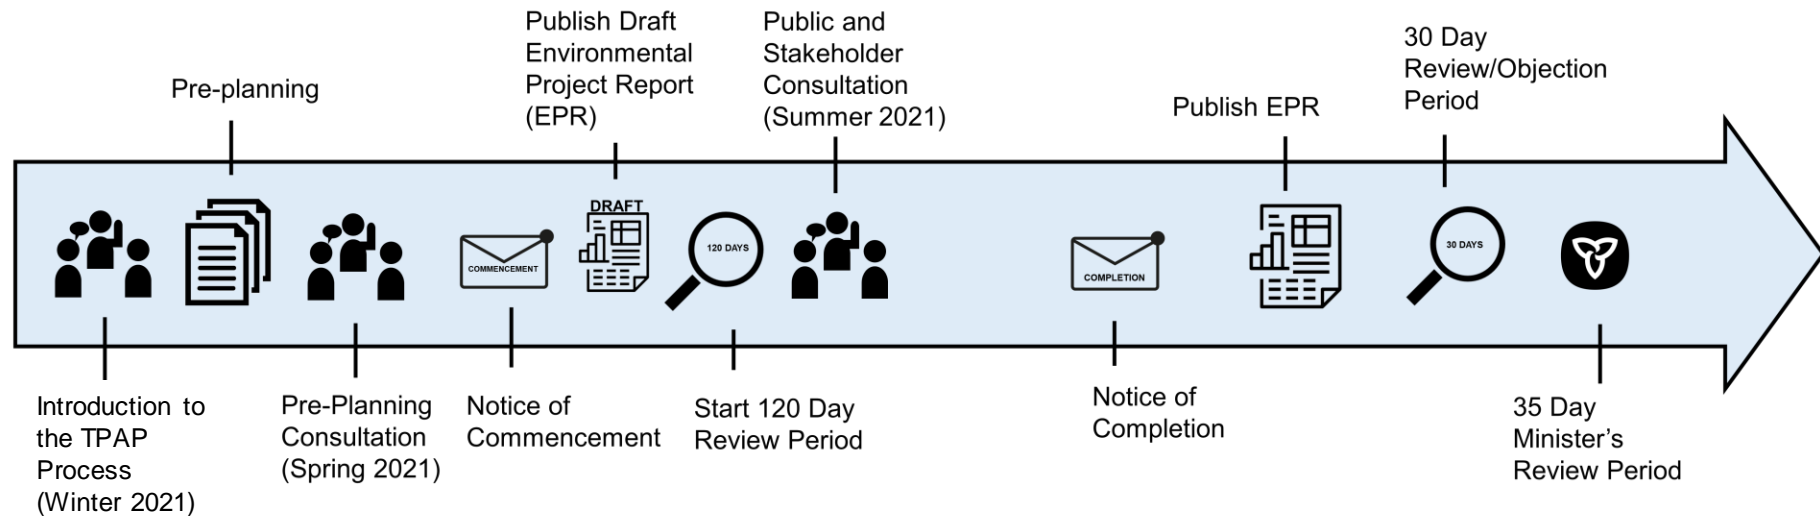 Introduction to
the TPAP
Process
(Winter 2021)
Pre-planning
Pre-Planning
Consultation
(Spring 2021)
COMMENCEMENT
Notice of
Commencement
Publish Draft
Environmental
Project Report
(EPR)
DRAFT
120 DAYS
Start 120 Day
Review Period
Public and
Stakeholder
Consultation
(Summer 2021)
COMPLETION
Notice of
Completion
Publish EPR
30 Day
Review/Objection
Period
30 DAYS
35 Day
Minister’s
Review Period